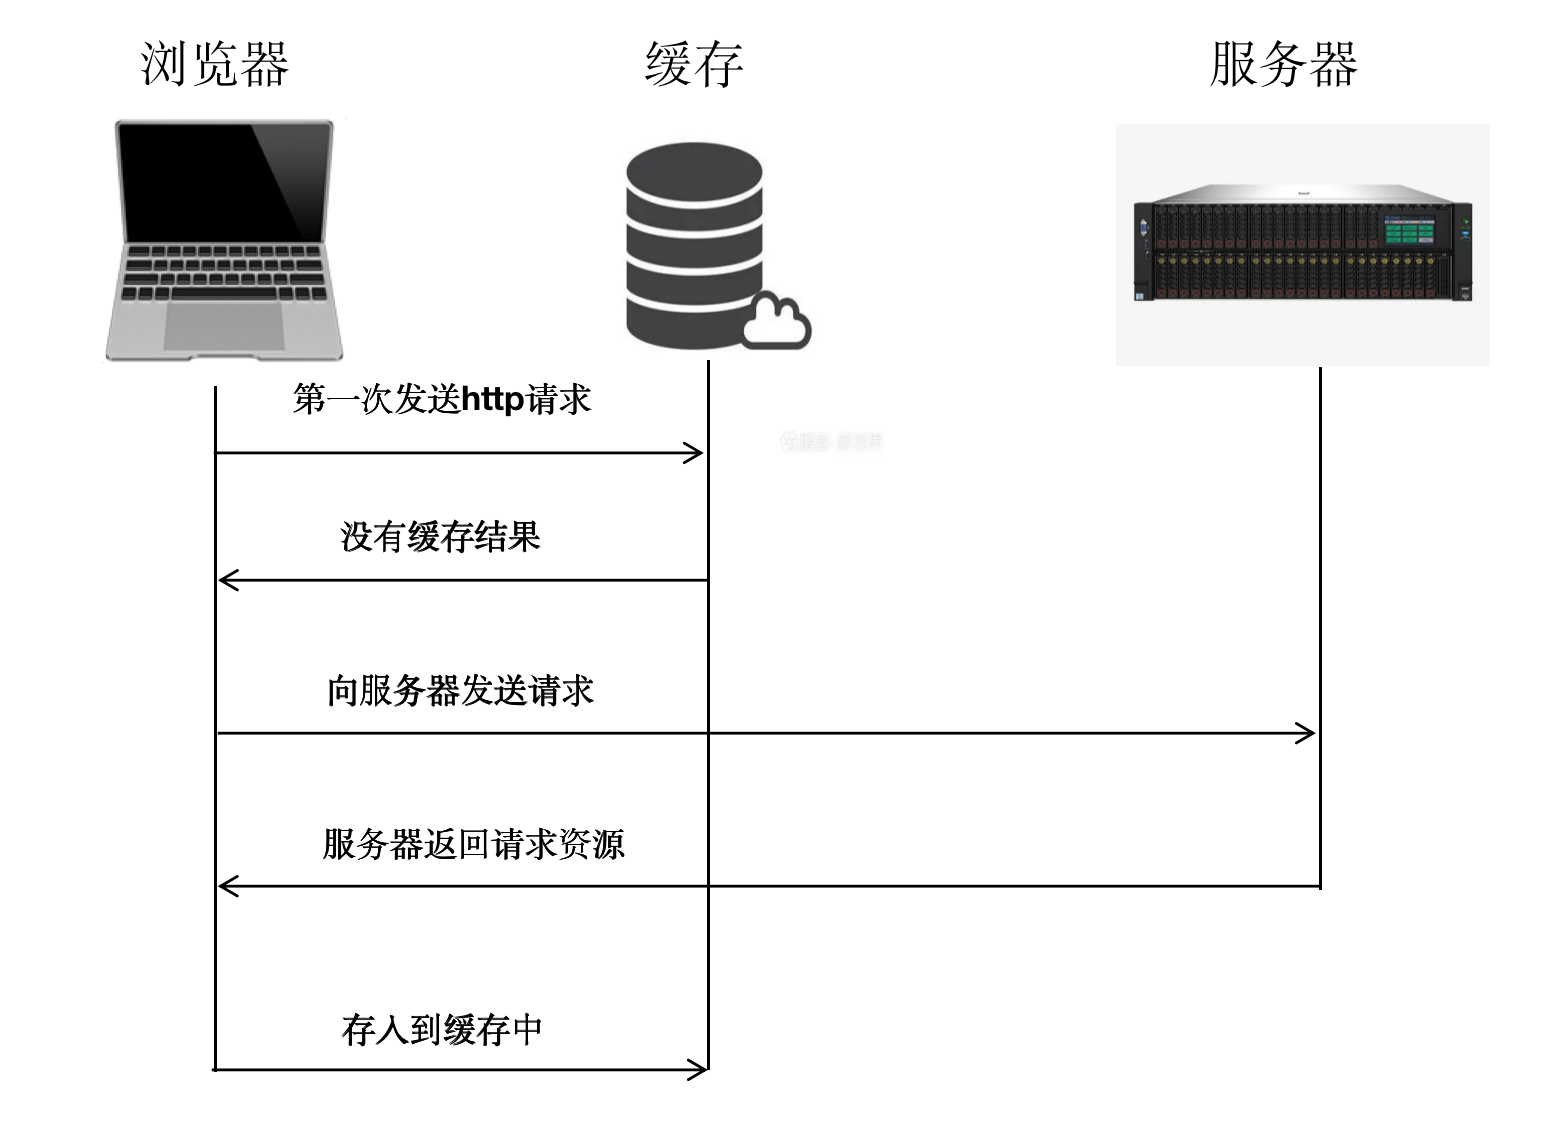 浏览器
缓存
服务器
第一次发送http请求
没有缓存结果
向服务器发送请求
服务器返回请求资源
存入到缓存中